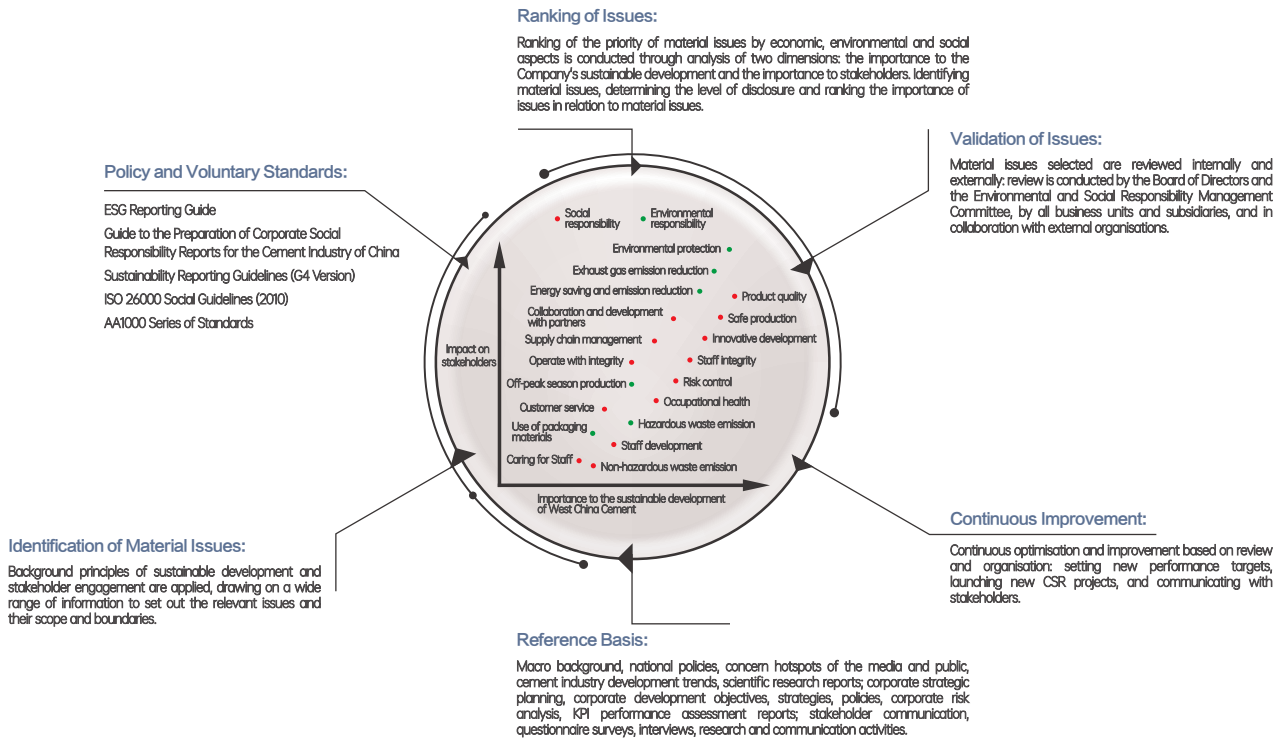 Ranking of Issues:
Ranking of the priority of material issues by economic, environmental and social
aspects is conducted through analysis of two dimensions: the importance to the
Company's sustainable development and the importance to stakeholders. Identifying
material issues, determining the level of disclosure and ranking the importance of
issues in relation to material issues.
Validation of Issues:
Material issues selected are reviewed internally and
externally: review is conducted by the Board of Directors and
the Environmental and Social Responsibility Management
Committee, by all business units and subsidiaries, and in
collaboration with external organisations.
Policy and Voluntary Standards:
ESG Reporting Guide
Guide to the Preparation of Corporate Social
Responsibility Reports for the Cement Industry of China
Sustainability Reporting Guidelines (G4 Version)
ISO 26000 Social Guidelines (2010)
AA1000 Series of Standards
Social
responsibility
Environmental
responsibility
Environmental protection
Exhaust gas emission reduction
Energy saving and emission reduction
Product quality
Collaboration and development
with partners
Safe production
Supply chain management
Innovative development
Impact on
stakeholders
Operate with integrity
Staff integrity
Off-peak season production
Risk control
Customer service
Occupational health
Use of packaging
materials
Hazardous waste emission
Staff development
Caring for Staff
Non-hazardous waste emission
Importance to the sustainable development
of West China Cement
Identification of Material Issues:
Background principles of sustainable development and
stakeholder engagement are applied, drawing on a wide
range of information to set out the relevant issues and
their scope and boundaries.
Continuous Improvement:
Continuous optimisation and improvement based on review
and organisation: setting new performance targets,
launching new CSR projects, and communicating with
stakeholders.
Reference Basis:
Macro background, national policies, concern hotspots of the media and public,
cement industry development trends, scientific research reports; corporate strategic
planning, corporate development objectives, strategies, policies, corporate risk
analysis, KPI performance assessment reports; stakeholder communication,
questionnaire surveys, interviews, research and communication activities.